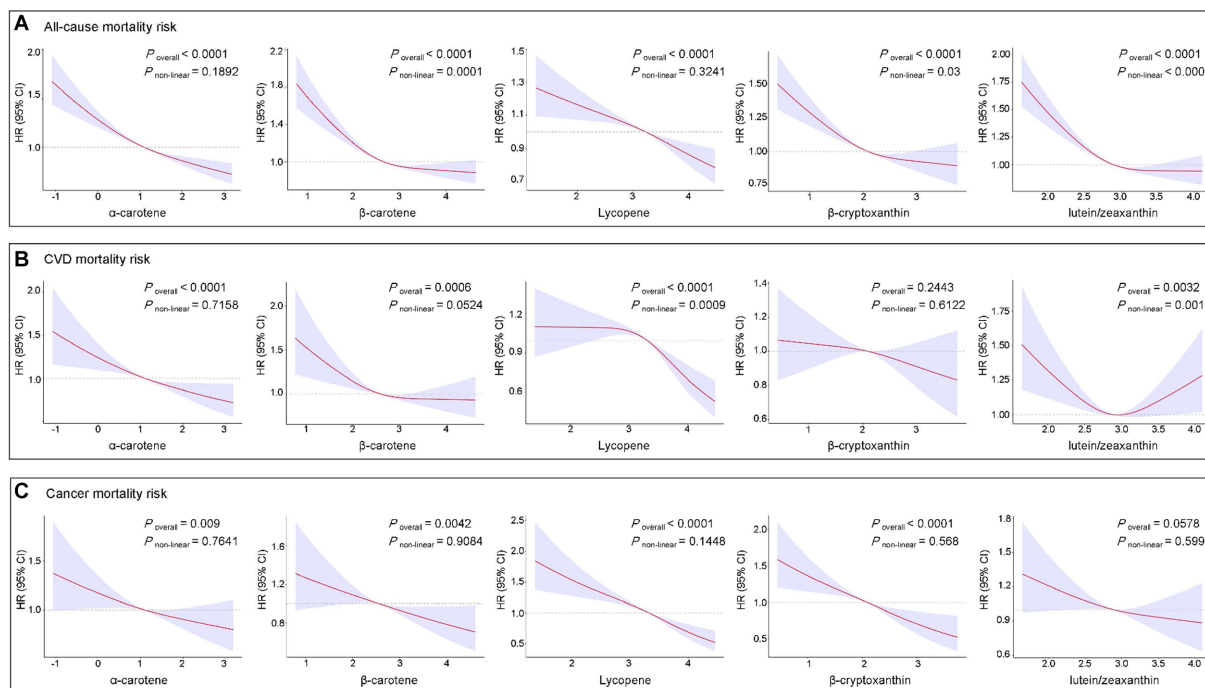 A All-cause mortality risk
HR (95% CI)
2.0
1.5
1.0
P overall < 0.0001
P non-linear = 0.1892
-1 0 1 2 3
α-carotene
HR (95% CI)
2.2
1.8
1.4
1.0
P overall < 0.0001
P non-linear = 0.0001
1 2 3 4
β-carotene
HR (95% CI)
1.5
1.2
1.0
0.7
P overall < 0.0001
P non-linear = 0.3241
2 3 4
Lycopene
HR (95% CI)
1.50
1.25
1.00
0.75
P overall < 0.0001
P non-linear = 0.03
1 2 3
β-cryptoxanthin
HR (95% CI)
2.00
1.75
1.50
1.25
1.00
P overall < 0.0001
P non-linear < 0.000
2.0 2.5 3.0 3.5 4.0
lutein/zeaxanthin
B CVD mortality risk
HR (95% CI)
2.0
1.5
1.0
P overall < 0.0001
P non-linear = 0.7158
-1 0 1 2 3
α-carotene
HR (95% CI)
2.0
1.5
1.0
P overall = 0.0006
P non-linear = 0.0524
1 2 3 4
β-carotene
HR (95% CI)
1.2
0.9
0.6
P overall < 0.0001
P non-linear = 0.0009
2 3 4
Lycopene
HR (95% CI)
1.4
1.2
1.0
0.8
0.6
P overall = 0.2443
P non-linear = 0.6122
1 2 3
β-cryptoxanthin
HR (95% CI)
1.75
1.50
1.25
1.00
P overall = 0.0032
P non-linear = 0.001
2.0 2.5 3.0 3.5 4.0
lutein/zeaxanthin
C Cancer mortality risk
HR (95% CI)
1.5
1.0
P overall = 0.009
P non-linear = 0.7641
-1 0 1 2 3
α-carotene
HR (95% CI)
1.6
1.2
0.8
P overall = 0.0042
P non-linear = 0.9084
1 2 3 4
β-carotene
HR (95% CI)
2.5
2.0
1.5
1.0
0.5
P overall < 0.0001
P non-linear = 0.1448
2 3 4
Lycopene
HR (95% CI)
2.0
1.5
1.0
0.5
P overall < 0.0001
P non-linear = 0.568
1 2 3
β-cryptoxanthin
HR (95% CI)
1.8
1.5
1.2
1.0
0.7
P overall = 0.0578
P non-linear = 0.599
2.0 2.5 3.0 3.5 4.0
lutein/zeaxanthin